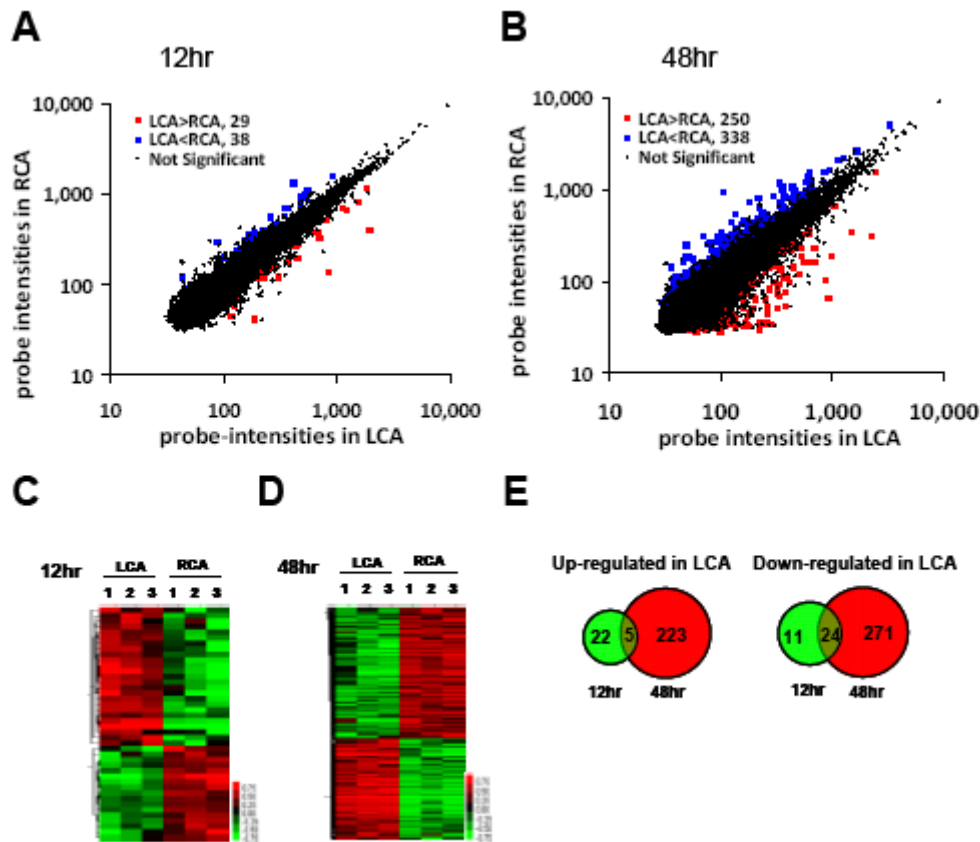 A
12hr
10,000
LCA>RCA, 29
LCA<RCA, 38
Not Significant
1,000
100
10
probe intensities in RCA
10 100 1,000 10,000
probe-intensities in LCA
B
48hr
10,000
LCA>RCA, 250
LCA<RCA, 338
Not Significant
1,000
100
10
probe intensities in RCA
10 100 1,000 10,000
probe intensities in LCA
C
12hr
LCA RCA
1 2 3 1 2 3
D
48hr
LCA RCA
1 2 3 1 2 3
E
Up-regulated in LCA
22 5 223
12hr 48hr
Down-regulated in LCA
11 24 271
12hr 48hr